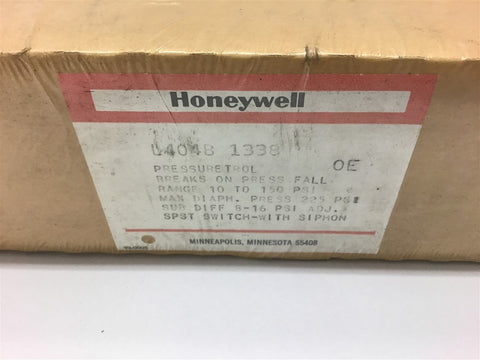 Honeywell
L404B 1338
OE
PRESSURETROL
BREAKS ON PRESS FALL
RANGE 10 TO 150 PSI
MAX DIAPH. PRESS 225 PSI
SUB DIFF 8-16 PSI ADJ.
SPST SWITCH-WITH SIPHON
MINNEAPOLIS, MINNESOTA 55408